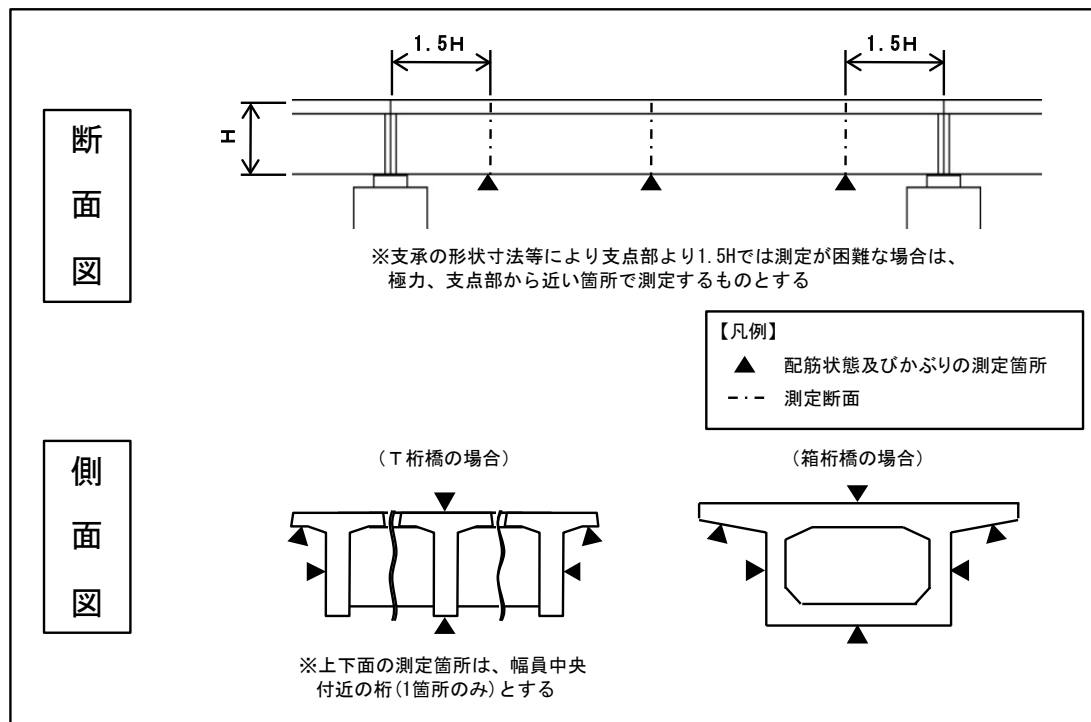 1.5H
1.5H
H
断面図
※支承の形状寸法等により支点部より1.5Hでは測定が困難な場合は、
極力、支点部から近い箇所で測定するものとする
【凡例】
▲ 配筋状態及びかぶりの測定箇所
測定断面
側面図
(T桁橋の場合)
(箱桁橋の場合)
※上下面の測定箇所は、幅員中央
付近の桁(1箇所のみ)とする